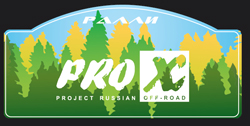 РАЛЛИ
PRO X
PROJECT RUSSIAN OFF-ROAD